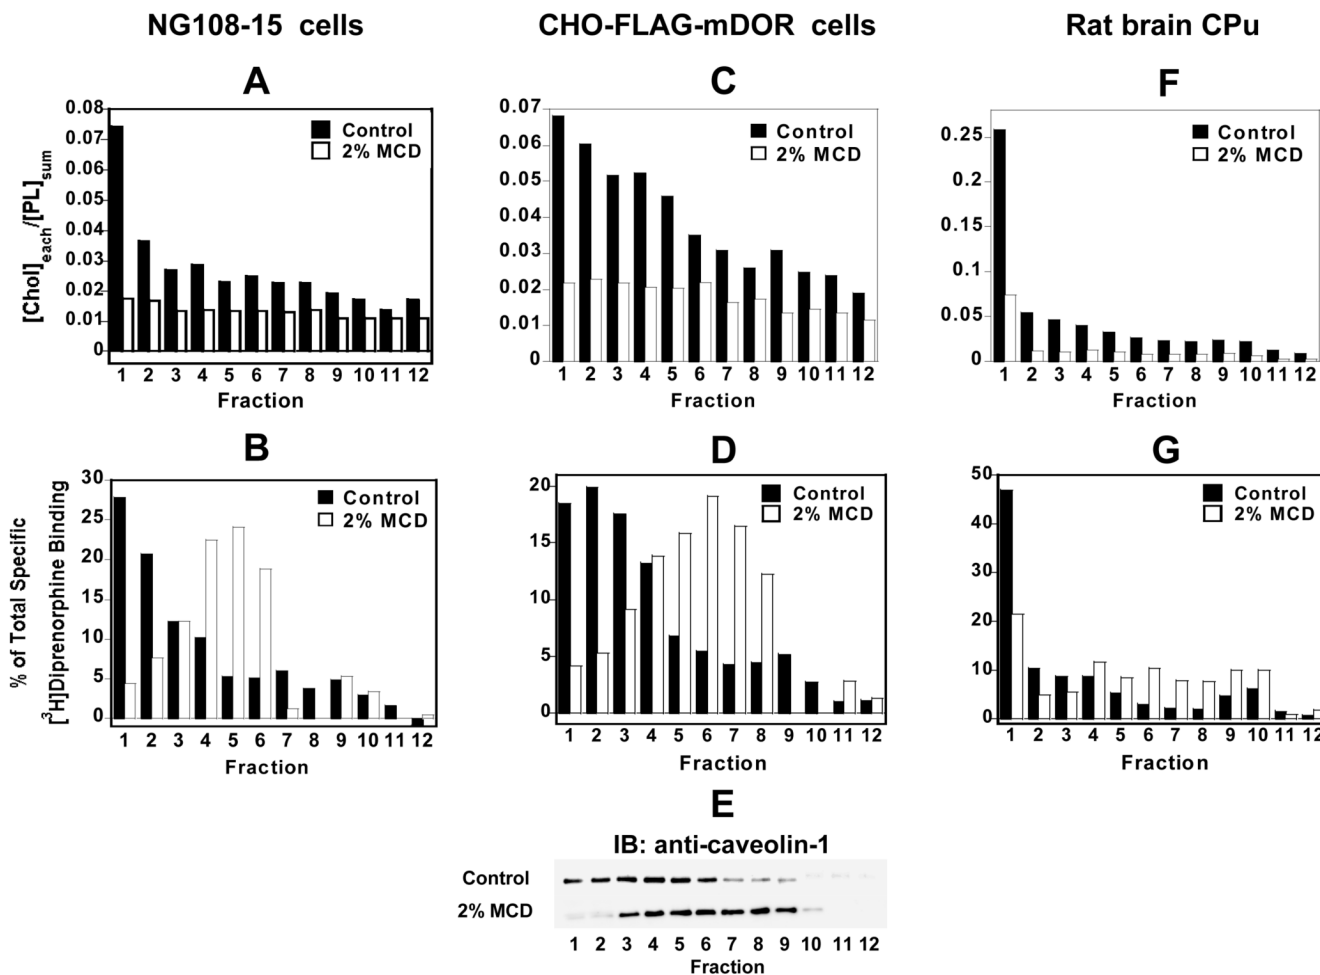 NG108-15 cells
CHO-FLAG-mDOR cells
Rat brain CPu
A
[Chol]each/[PL]sum
0.08
0.07
0.06
0.05
0.04
0.03
0.02
0.01
0
Control
2% MCD
1 2 3 4 5 6 7 8 9 10 11 12
Fraction
C
0.07
0.06
0.05
0.04
0.03
0.02
0.01
0
Control
2% MCD
1 2 3 4 5 6 7 8 9 10 11 12
Fraction
F
0.25
0.2
0.15
0.1
0.05
0
Control
2% MCD
1 2 3 4 5 6 7 8 9 10 11 12
Fraction
B
% of Total Specific
[³H]Diprenorphine Binding
30
25
20
15
10
5
0
Control
2% MCD
1 2 3 4 5 6 7 8 9 10 11 12
Fraction
D
20
15
10
5
0
Control
2% MCD
1 2 3 4 5 6 7 8 9 10 11 12
Fraction
G
50
40
30
20
10
0
Control
2% MCD
1 2 3 4 5 6 7 8 9 10 11 12
Fraction
E
IB: anti-caveolin-1
Control
2% MCD
1 2 3 4 5 6 7 8 9 10 11 12
Fraction